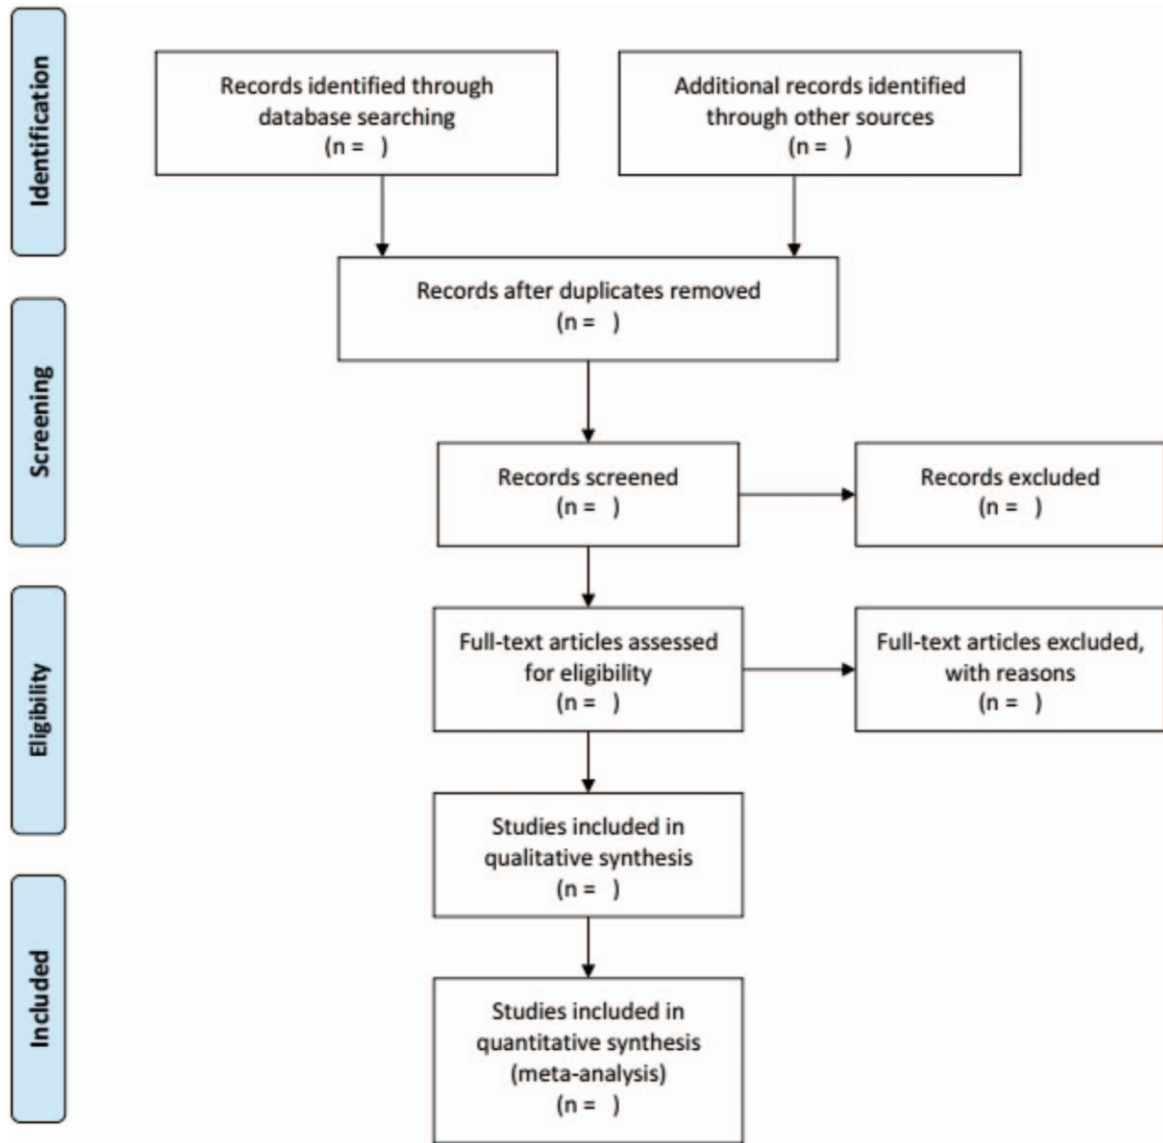 Identification
Records identified through
database searching
(n =   )
Additional records identified
through other sources
(n =   )
Records after duplicates removed
(n =   )
Screening
Records screened
(n =   )
Records excluded
(n =   )
Eligibility
Full-text articles assessed
for eligibility
(n =   )
Full-text articles excluded,
with reasons
(n =   )
Studies included in
qualitative synthesis
(n =   )
Included
Studies included in
quantitative synthesis
(meta-analysis)
(n =   )